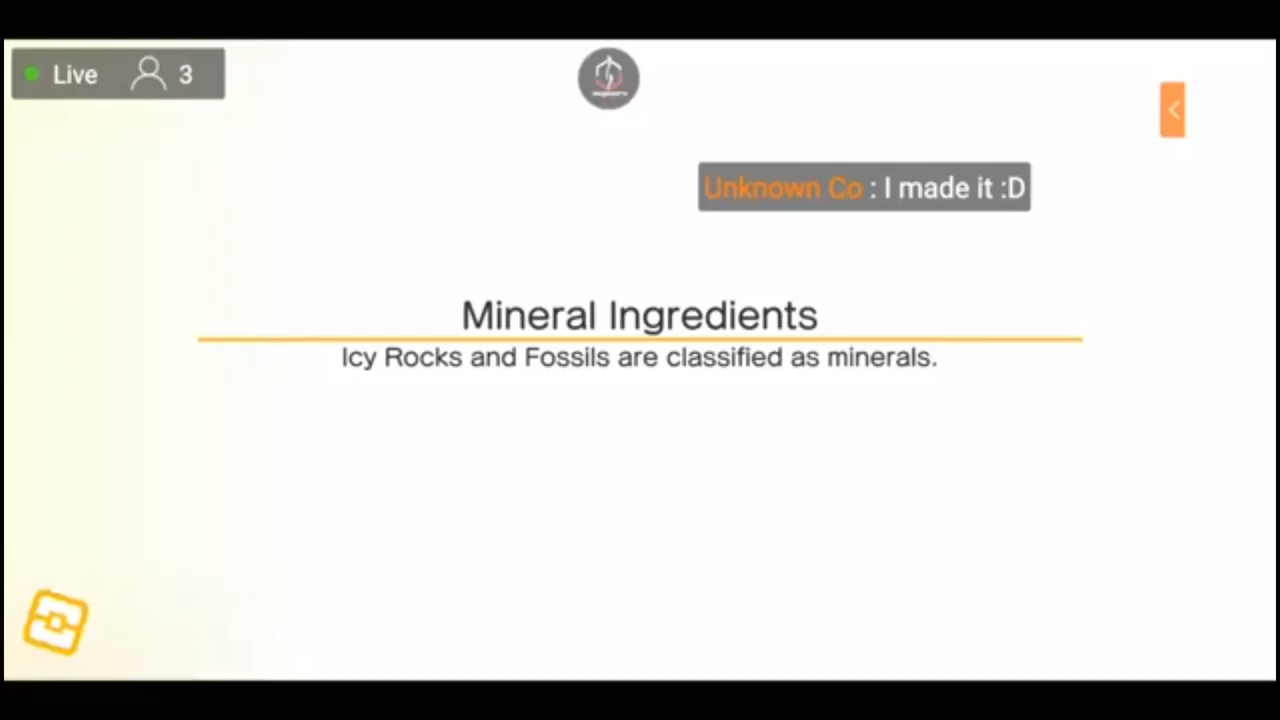 Live 3
Unknown Co : I made it :D
Mineral Ingredients
Icy Rocks and Fossils are classified as minerals.